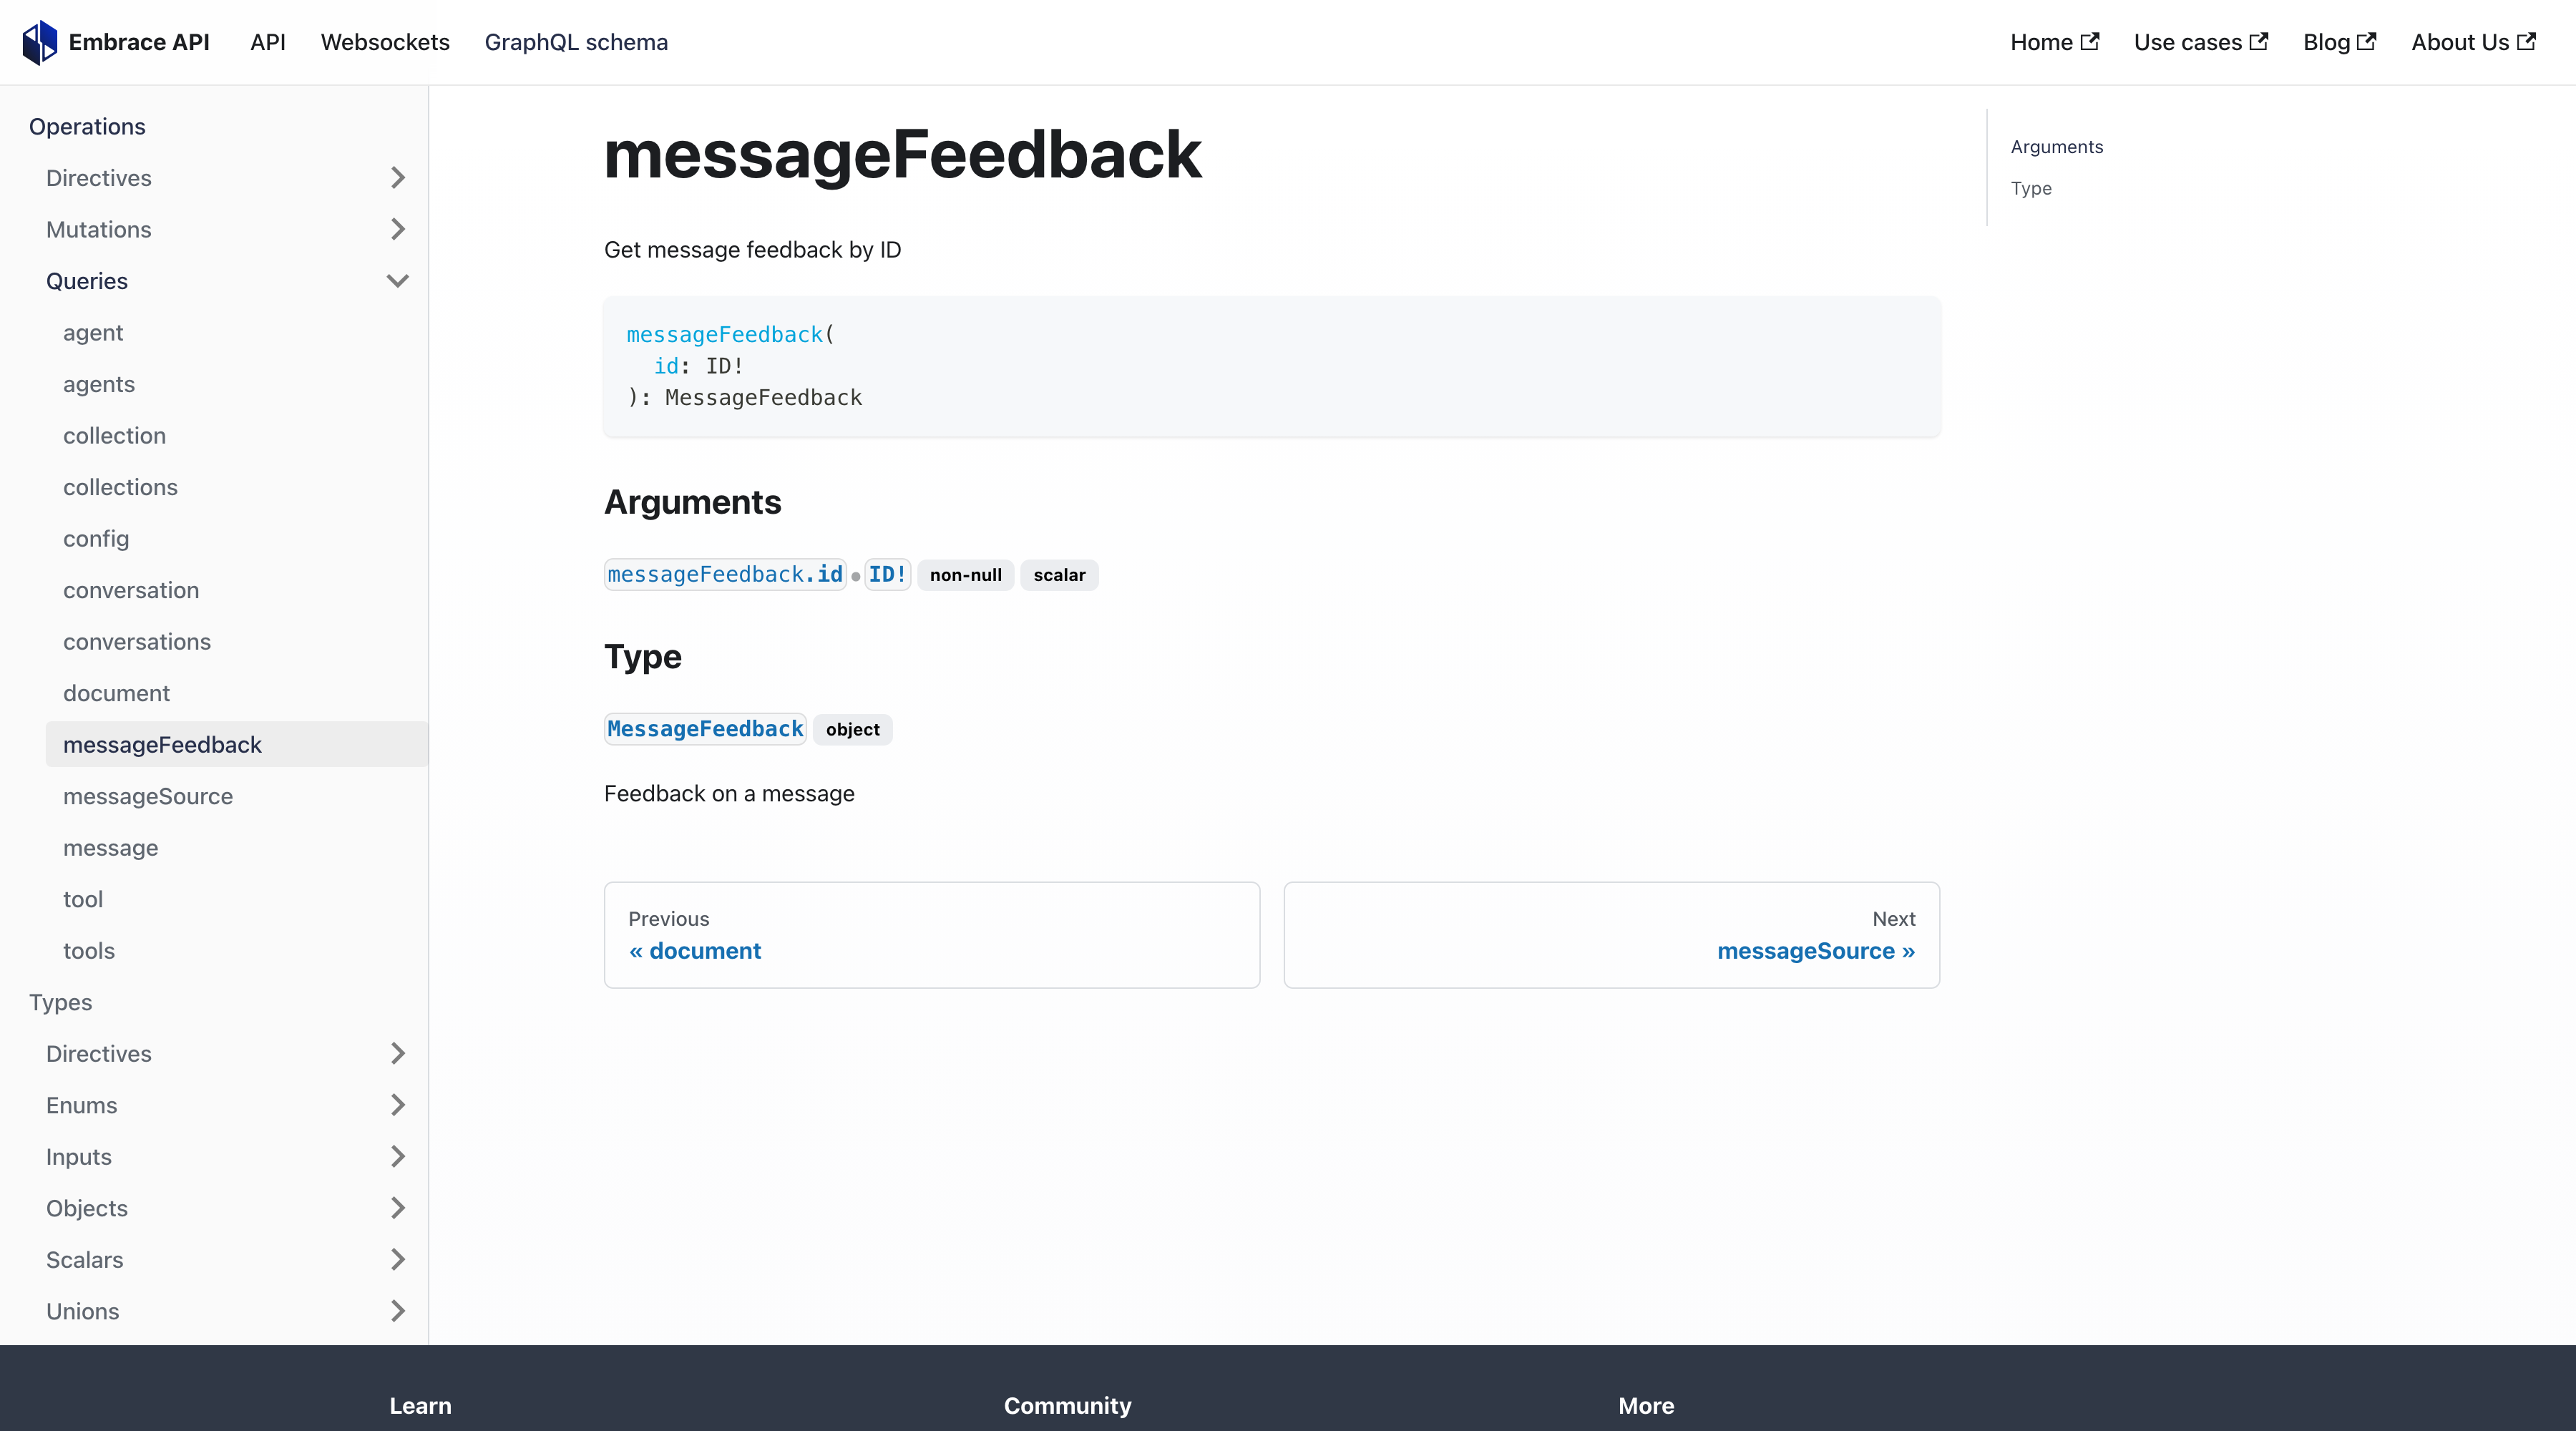 Embrace API
API
Websockets
GraphQL schema
Home
Use cases
Blog
About Us
Operations
Directives
Mutations
Queries
agent
agents
collection
collections
config
conversation
conversations
document
messageFeedback
messageSource
message
tool
tools
Types
Directives
Enums
Inputs
Objects
Scalars
Unions
messageFeedback
Get message feedback by ID
messageFeedback(
id: ID!
): MessageFeedback
Arguments
messageFeedback.id ● ID! non-null scalar
Type
MessageFeedback object
Feedback on a message
Previous
« document
Next
messageSource »
Arguments
Type
Learn
Community
More